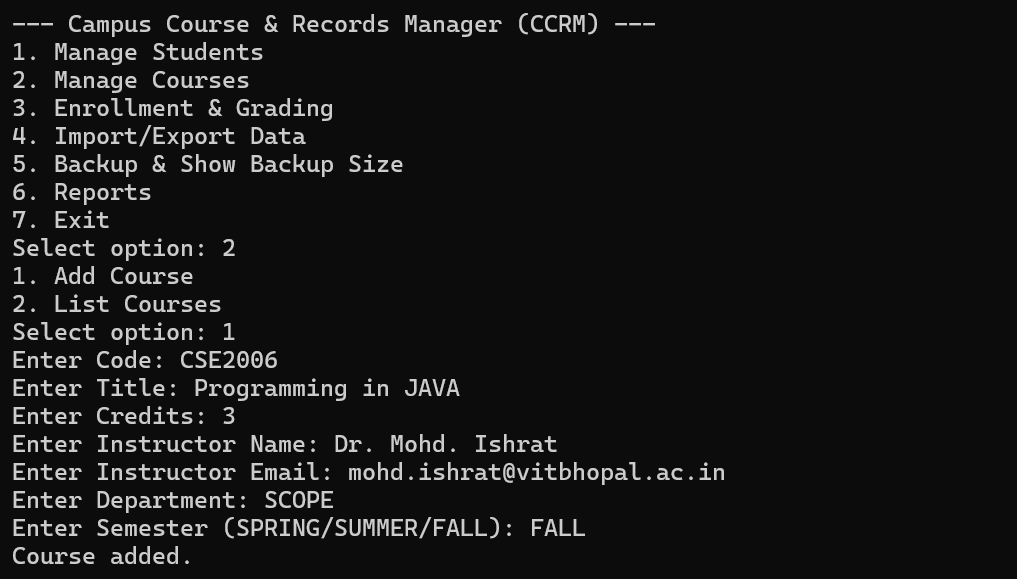 --- Campus Course & Records Manager (CCRM) ---
1. Manage Students
2. Manage Courses
3. Enrollment & Grading
4. Import/Export Data
5. Backup & Show Backup Size
6. Reports
7. Exit
Select option: 2
1. Add Course
2. List Courses
Select option: 1
Enter Code: CSE2006
Enter Title: Programming in JAVA
Enter Credits: 3
Enter Instructor Name: Dr. Mohd. Ishrat
Enter Instructor Email: mohd.ishrat@vitbhopal.ac.in
Enter Department: SCOPE
Enter Semester (SPRING/SUMMER/FALL): FALL
Course added.